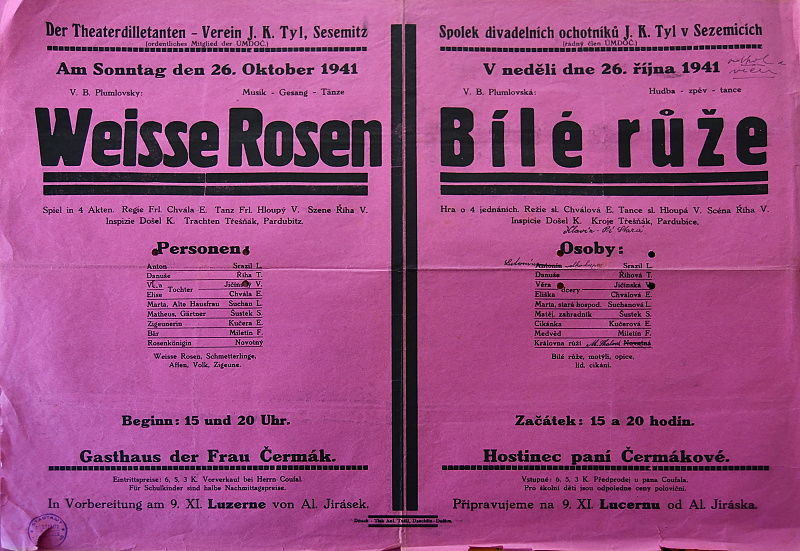 Der Theaterdilletanten - Verein J. K. Tyl, Sesemitz
(ordentliches Mitglied der ÚMDOČ.)
Am Sonntag den 26. Oktober 1941
V. B. Plumlovsky: Musik - Gesang - Tänze
Weisse Rosen
Spiel in 4 Akten. Regie Frl. Chvála E. Tanz Frl. Hloupý V. Szene Říha V.
Inspizie Došel K. Trachten Třešňák, Pardubitz.
Personen:
Anton Srazil L.
Danuše Říha T.
Věra Jičínský V.
Tochter
Elise Chvála E.
Marta, Alte Hausfrau Suchan L.
Matheus, Gärtner Šustek S.
Zigeunerin Kučera E.
Bär Miletín F.
Rosenkönigin Novotný
Weisse Rosen, Schmetterlinge,
Affen, Volk, Zigeune.
Beginn: 15 und 20 Uhr.
Gasthaus der Frau Čermák.
Eintrittspreise: 6, 5, 3 K. Vorverkauf bei Herrn Coufal.
Für Schulkinder sind halbe Nachmittagspreise.
In Vorbereitung am 9. XI. Luzerne von Al. Jirásek.
Spolek divadelních ochotníků J. K. Tyl v Sezemicích
(řádný člen ÚMDOČ.)
V neděli dne 26. října 1941
V. B. Plumlovská: Hudba - zpěv - tance
Bílé růže
Hra o 4 jednáních. Režie sl. Chválová E. Tance sl. Hloupá V. Scéna Říha V.
Inspicie Došel K. Kroje Třešňák, Pardubice.
Osoby:
Antonín Srazil L.
Danuše Říhová T.
Věra Jičínská V.
dcery
Eliška Chválová E.
Marta, stará hospod. Suchanová L.
Matěj, zahradník Šustek S.
Cikánka Kučerová E.
Medvěd Miletín F.
Královna růží Novotná
Bílé růže, motýli, opice,
lid, cikáni.
Začátek: 15 a 20 hodin.
Hostinec paní Čermákové.
Vstupné: 6, 5, 3 K. Předprodej u pana Coufala.
Pro školní děti jsou odpoledne ceny poloviční.
Připravujeme na 9. XI. Lucernu od Al. Jiráska.